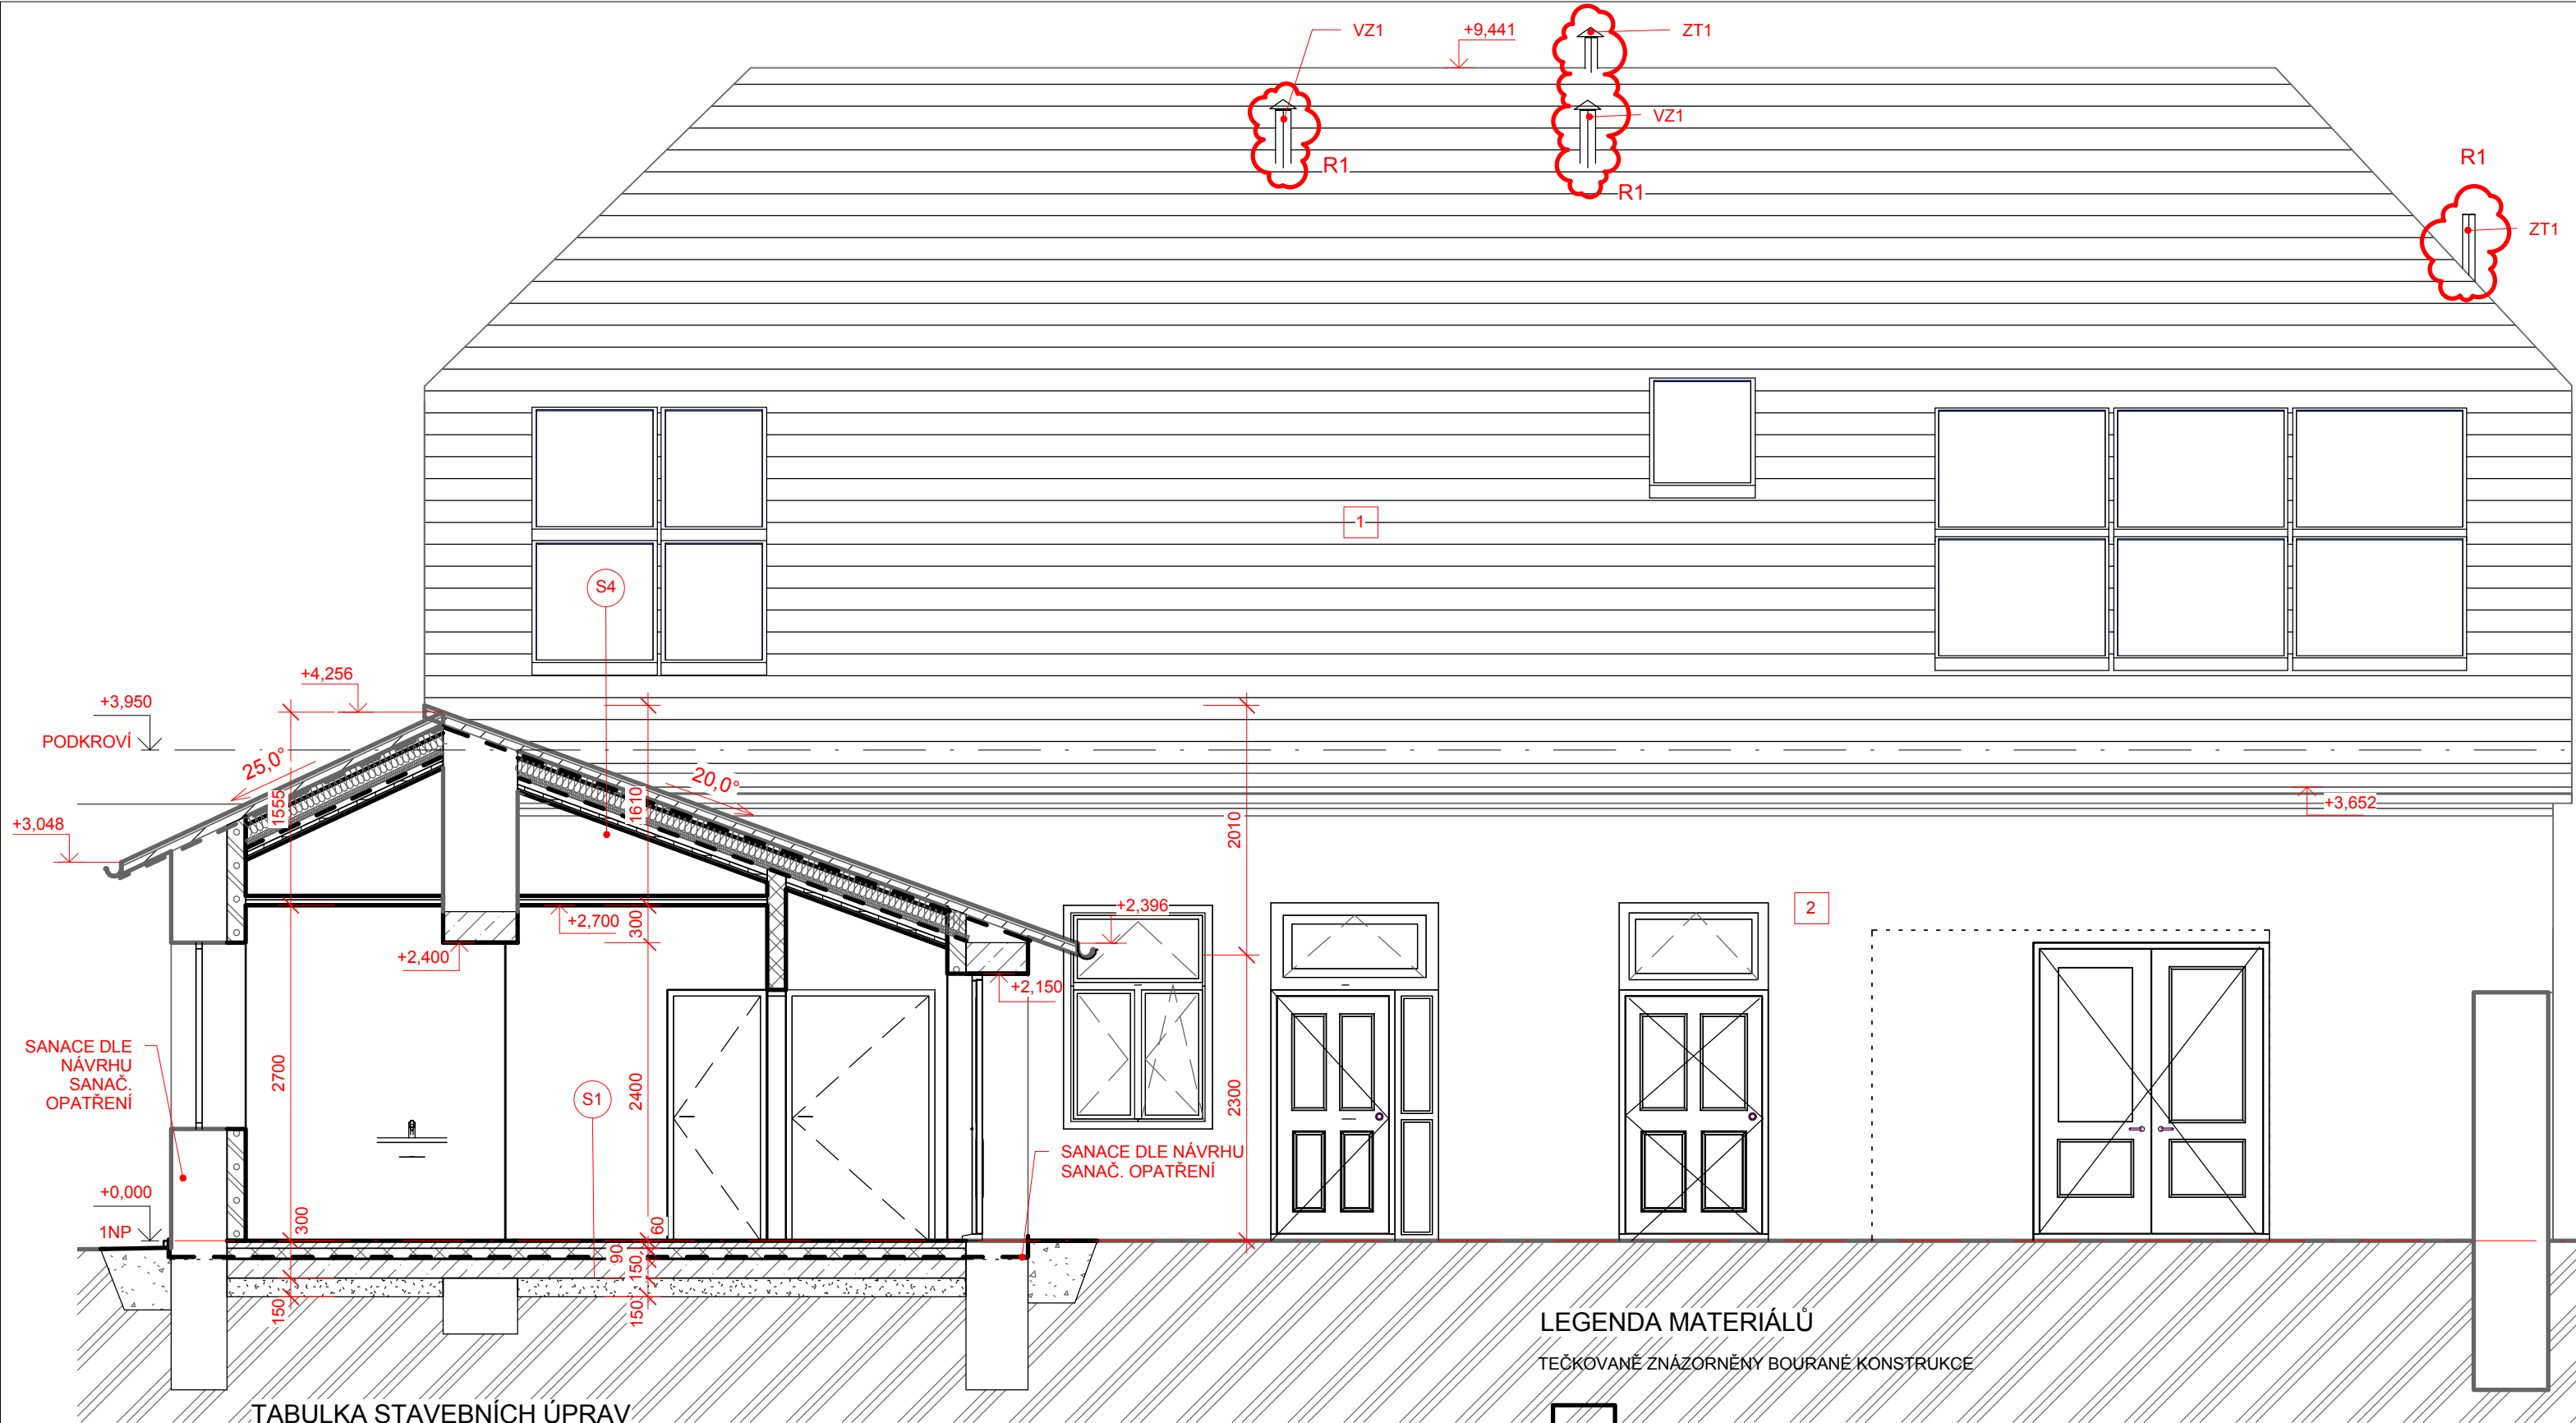 VZ1
+9,441
ZT1
VZ1
R1
R1
R1
ZT1
1
S4
+4,256
+3,950
PODKROVÍ
25,0°
20,0°
1555
1610
2010
+3,652
+3,048
+2,396
2
+2,700
300
+2,400
+2,150
SANACE DLE
NÁVRHU
SANAČ.
OPATŘENÍ
2700
S1
2400
2300
SANACE DLE NÁVRHU
SANAČ. OPATŘENÍ
+0,000
1NP
300
60
90
150
150
150
LEGENDA MATERIÁLŮ
TEČKOVANĚ ZNÁZORNĚNY BOURANÉ KONSTRUKCE
TABULKA STAVEBNÍCH ÚPRAV